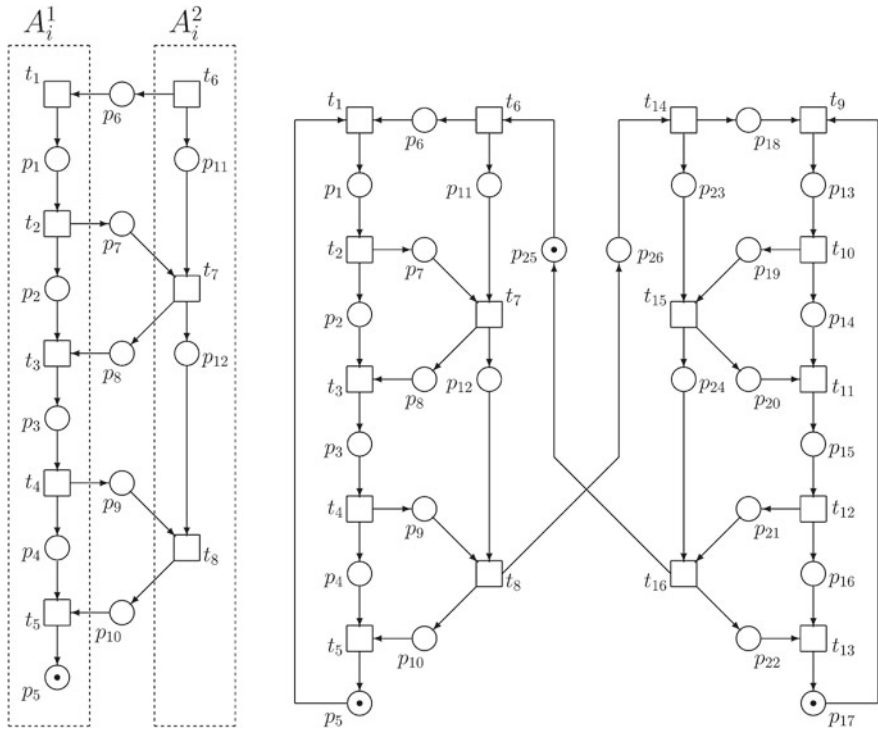 A_i^1 A_i^2
t_1 p_6 t_6
p_1 p_11
t_2 p_7 t_7
p_2
t_3 p_8 p_12
p_3
t_4 p_9
p_4 t_8
t_5 p_10
p_5
t_1 p_6 t_6
p_1 p_11
t_2 p_7 p_25
p_2 t_7
t_3 p_8 p_12
p_3
t_4 p_9
p_4 t_8
t_5 p_10
p_5
t_14 p_18 t_9
p_23 p_13
p_26 p_19 t_10
t_15 p_14
p_24 p_20 t_11
p_15
p_21 t_12
t_16 p_16
p_22 t_13
p_17